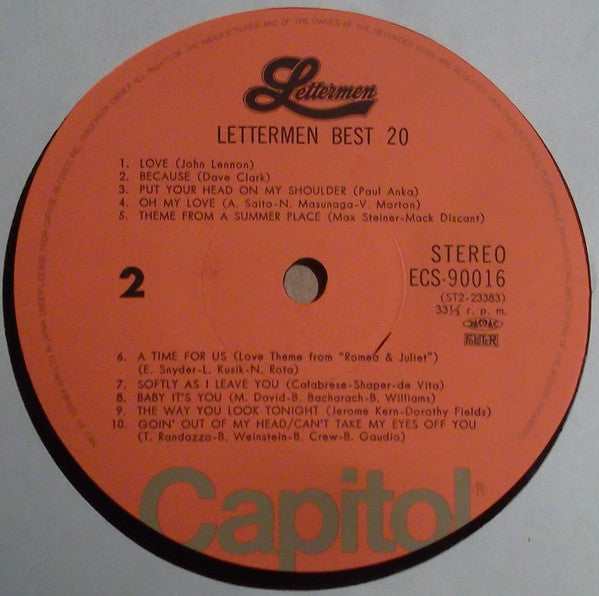 Lettermen
LETTERMEN BEST 20
1. LOVE (John Lennon)
2. BECAUSE (Dave Clark)
3. PUT YOUR HEAD ON MY SHOULDER (Paul Anka)
4. OH MY LOVE (A. Saito-N. Masunaga-V. Morton)
5. THEME FROM A SUMMER PLACE (Max Steiner-Mack Discant)
2
STEREO
ECS-90016
(ST2-23383)
33⅓ r. p. m.
6. A TIME FOR US (Love Theme from "Romeo & Juliet")
(E. Snyder-L. Kusik-N. Rota)
7. SOFTLY AS I LEAVE YOU (Calabrese-Shaper-de Vita)
8. BABY IT'S YOU (M. David-B. Bacharach-B. Williams)
9. THE WAY YOU LOOK TONIGHT (Jerome Kern-Dorothy Fields)
10. GOIN' OUT OF MY HEAD/CAN'T TAKE MY EYES OFF YOU
(T. Randazzo-B. Weinstein-B. Crew-B. Gaudio)
Capitol®